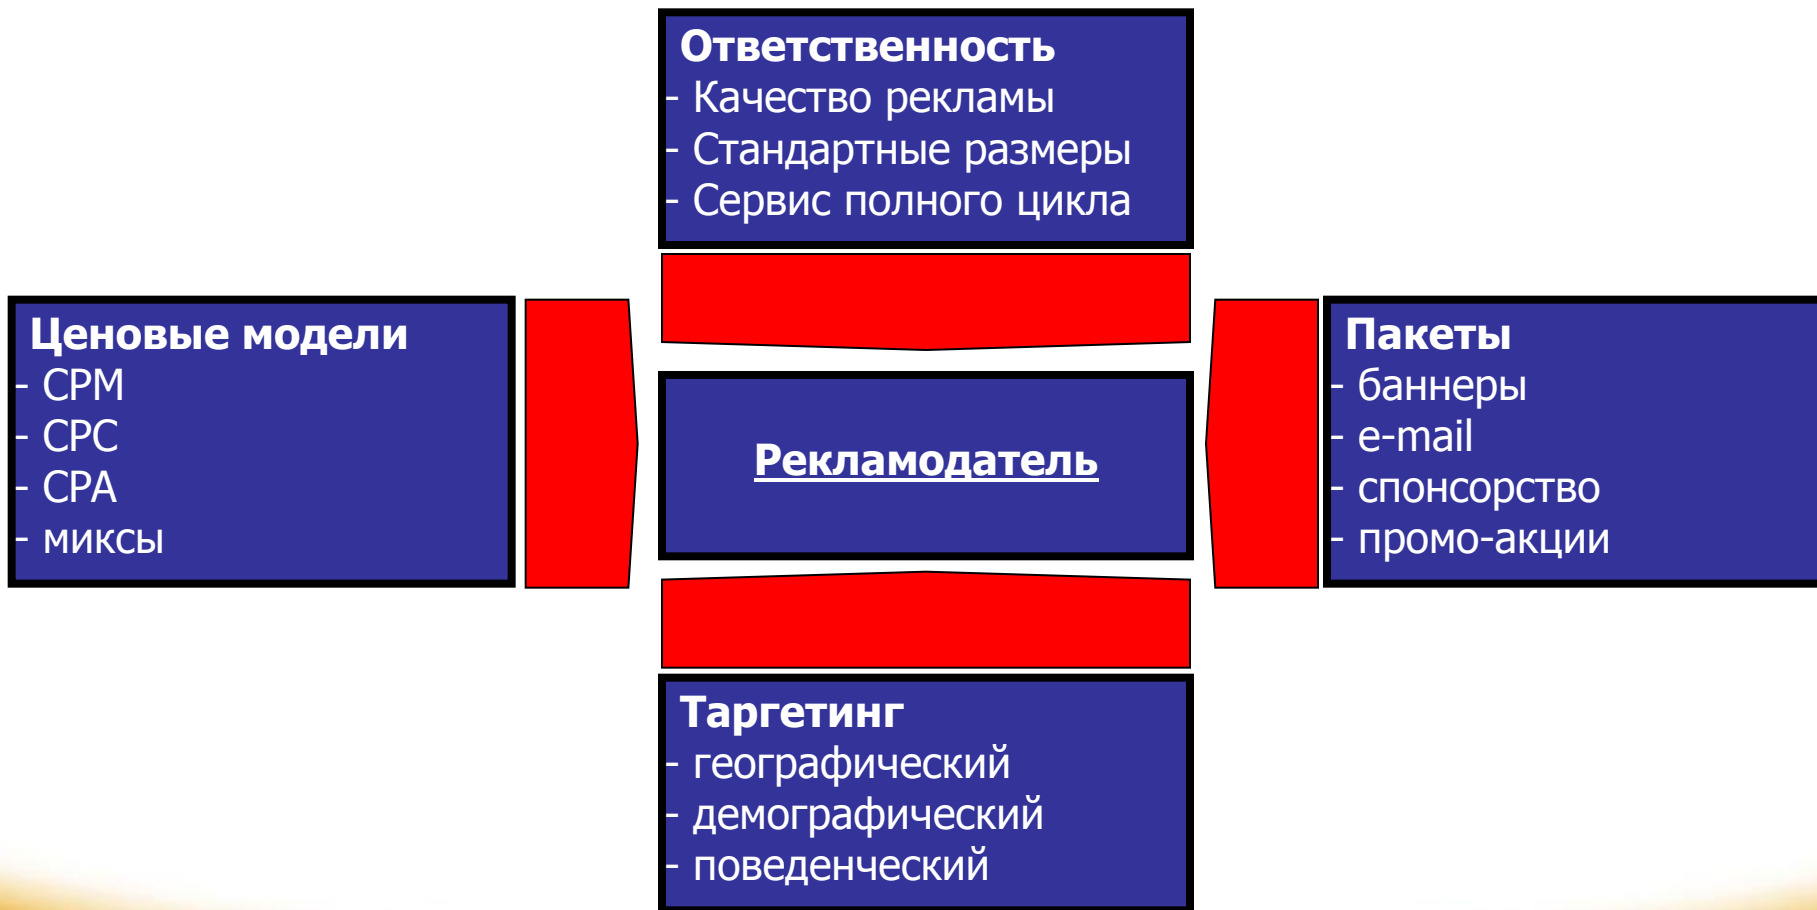 Ответственность
- Качество рекламы
- Стандартные размеры
- Сервис полного цикла
Ценовые модели
- CPM
- CPC
- CPA
- миксы
Рекламодатель
Пакеты
- баннеры
- e-mail
- спонсорство
- промо-акции
Таргетинг
- географический
- демографический
- поведенческий